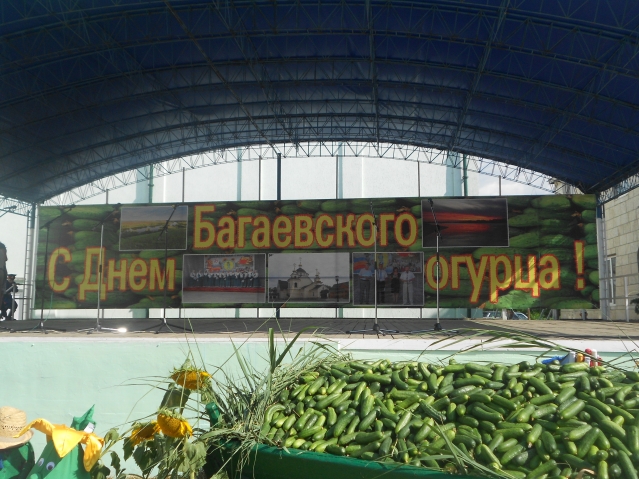 Багаевского
С Днем огурца !